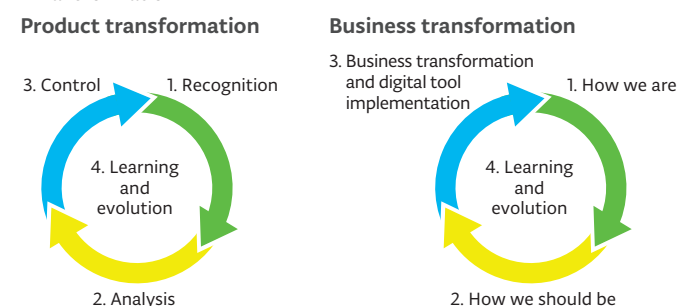 Product transformation
3. Control
1. Recognition
4. Learning
and
evolution
2. Analysis
Business transformation
3. Business transformation
and digital tool
implementation
1. How we are
4. Learning
and
evolution
2. How we should be